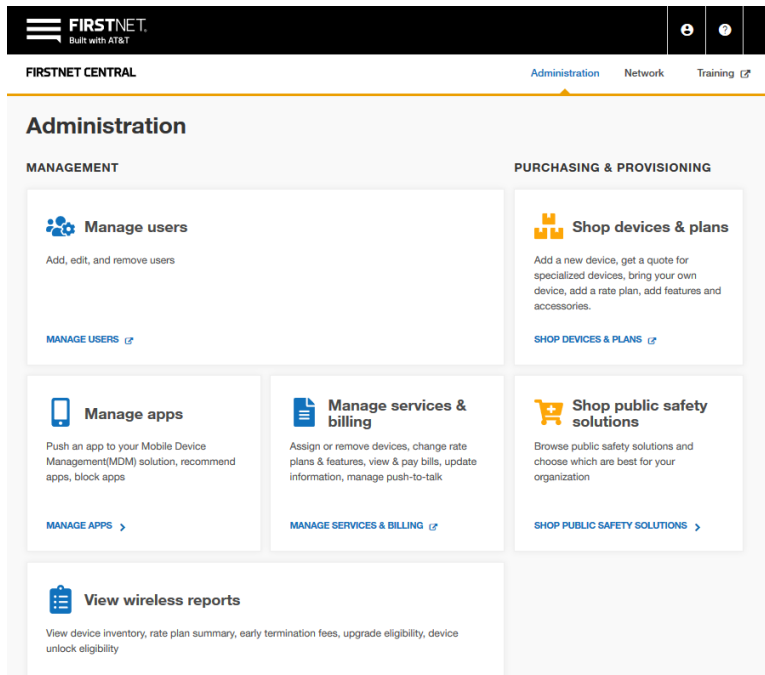 FIRSTNET.
Built with AT&T
FIRSTNET CENTRAL
Administration
Network
Training
Administration
MANAGEMENT
Manage users
Add, edit, and remove users
MANAGE USERS
PURCHASING & PROVISIONING
Shop devices & plans
Add a new device, get a quote for
specialized devices, bring your own
device, add a rate plan, add features and
accessories.
SHOP DEVICES & PLANS
Manage apps
Push an app to your Mobile Device
Management(MDM) solution, recommend
apps, block apps
MANAGE APPS
Manage services &
billing
Assign or remove devices, change rate
plans & features, view & pay bills, update
information, manage push-to-talk
MANAGE SERVICES & BILLING
Shop public safety
solutions
Browse public safety solutions and
choose which are best for your
organization
SHOP PUBLIC SAFETY SOLUTIONS
View wireless reports
View device inventory, rate plan summary, early termination fees, upgrade eligibility, device
unlock eligibility